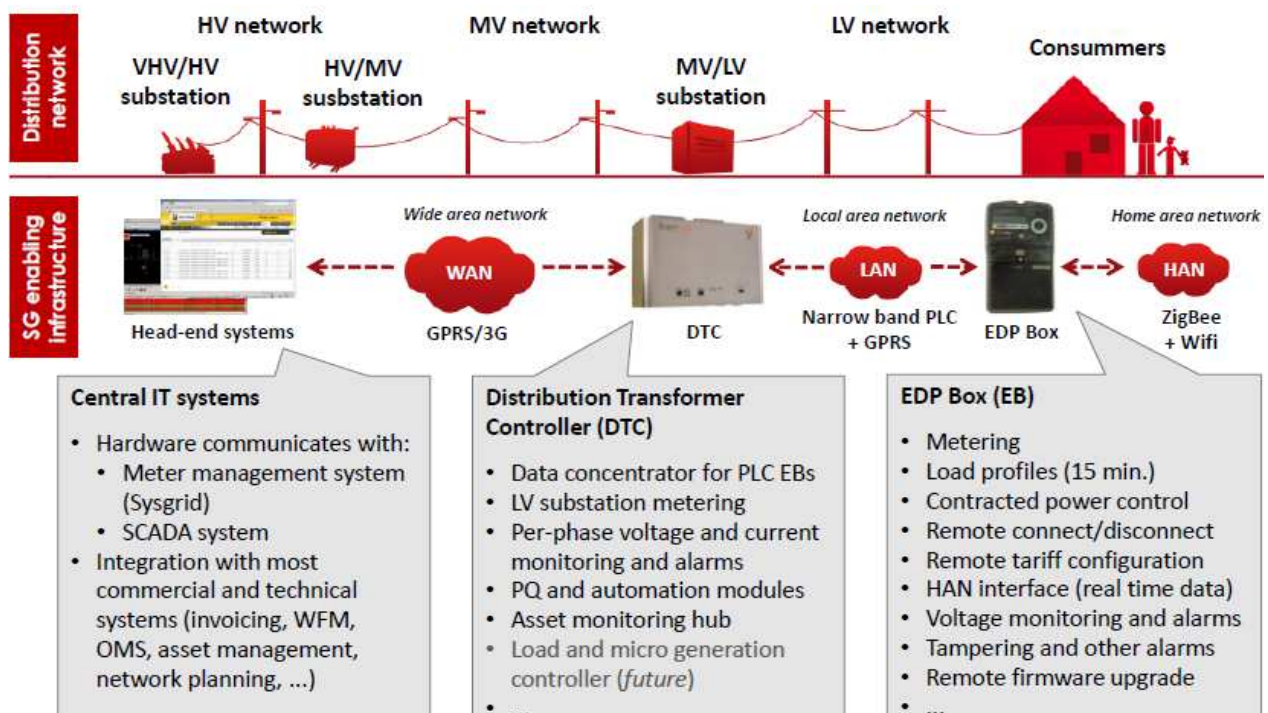 Distribution
network
HV network
MV network
LV network
VHV/HV
substation
HV/MV
susbstation
MV/LV
substation
Consummers
SG enabling
infrastructure
Wide area network
Local area network
Home area network
WAN
LAN
HAN
Head-end systems
GPRS/3G
DTC
Narrow band PLC
+ GPRS
EDP Box
ZigBee
+ Wifi
Central IT systems
• Hardware communicates with:
• Meter management system
(Sysgrid)
• SCADA system
• Integration with most
commercial and technical
systems (invoicing, WFM,
OMS, asset management,
network planning, ...)
Distribution Transformer
Controller (DTC)
• Data concentrator for PLC EBs
• LV substation metering
• Per-phase voltage and current
monitoring and alarms
• PQ and automation modules
• Asset monitoring hub
• Load and micro generation
controller (future)
• ...
EDP Box (EB)
• Metering
• Load profiles (15 min.)
• Contracted power control
• Remote connect/disconnect
• Remote tariff configuration
• HAN interface (real time data)
• Voltage monitoring and alarms
• Tampering and other alarms
• Remote firmware upgrade
• ...